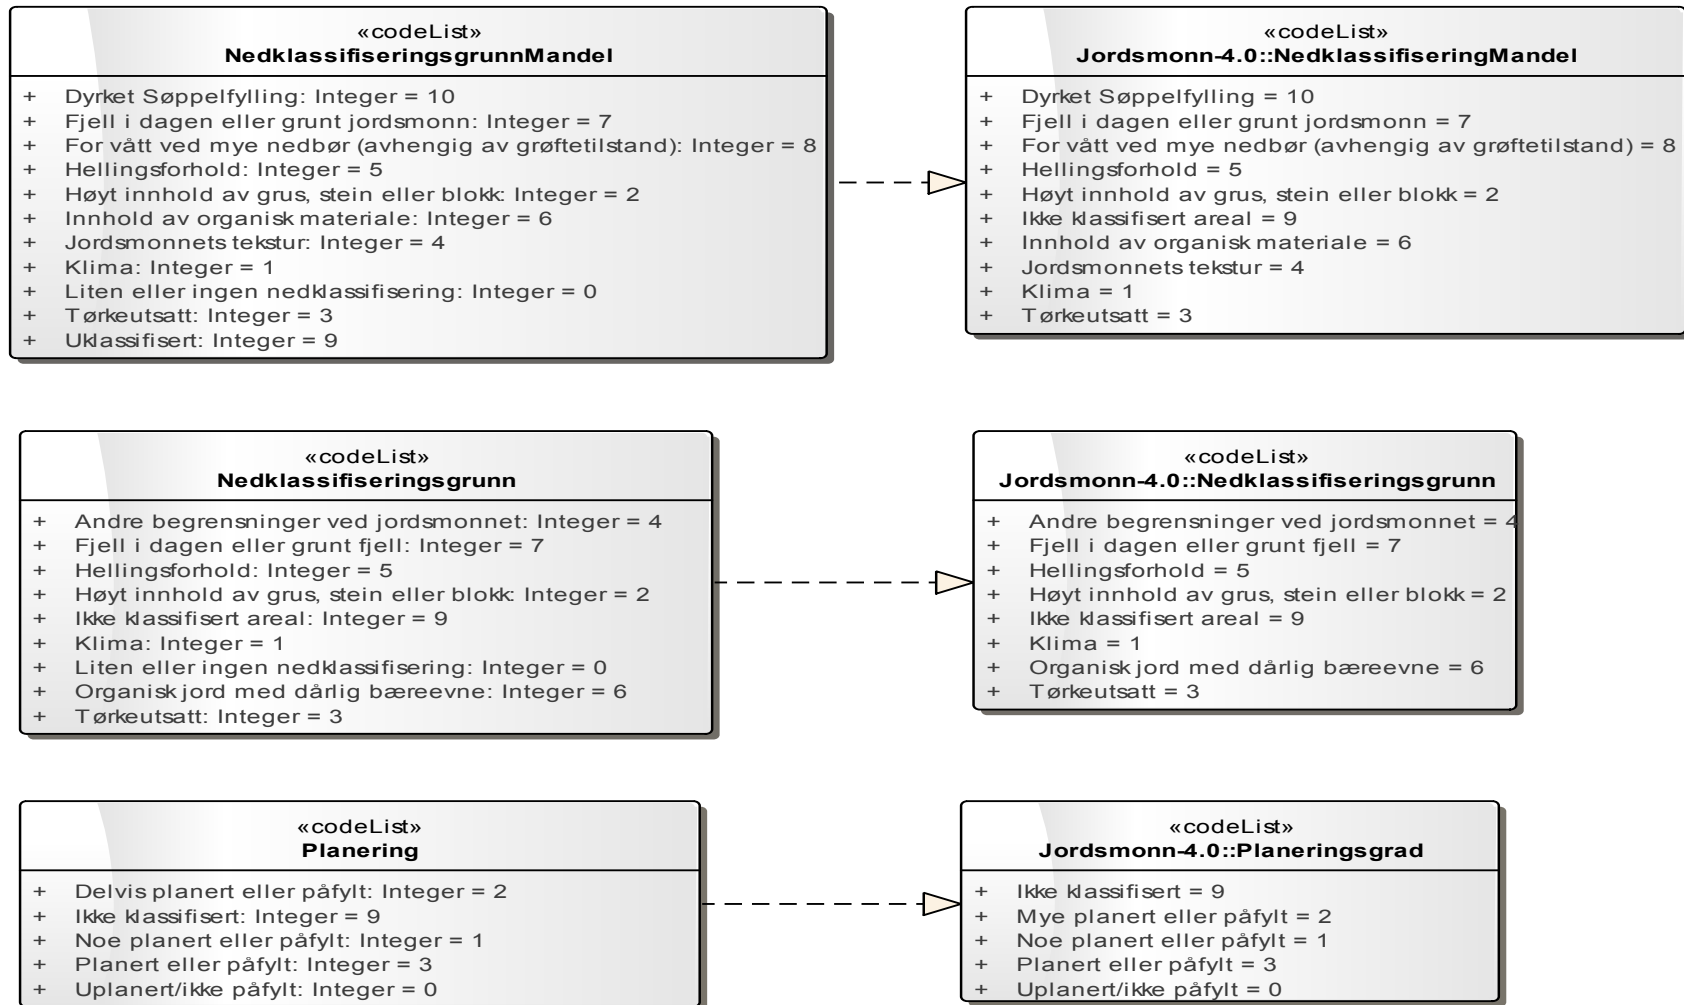 «codeList»
NedklassifiseringsgrunnMandel
+ Dyrket Søppelfylling: Integer = 10
+ Fjell i dagen eller grunt jordsmonn: Integer = 7
+ For vått ved mye nedbør (avhengig av grøftetilstand): Integer = 8
+ Hellingsforhold: Integer = 5
+ Høyt innhold av grus, stein eller blokk: Integer = 2
+ Innhold av organisk materiale: Integer = 6
+ Jordsmonnets tekstur: Integer = 4
+ Klima: Integer = 1
+ Liten eller ingen nedklassifisering: Integer = 0
+ Tørkeutsatt: Integer = 3
+ Uklassifisert: Integer = 9
«codeList»
Jordsmonn-4.0::NedklassifiseringMandel
+ Dyrket Søppelfylling = 10
+ Fjell i dagen eller grunt jordsmonn = 7
+ For vått ved mye nedbør (avhengig av grøftetilstand) = 8
+ Hellingsforhold = 5
+ Høyt innhold av grus, stein eller blokk = 2
+ Ikke klassifisert areal = 9
+ Innhold av organisk materiale = 6
+ Jordsmonnets tekstur = 4
+ Klima = 1
+ Tørkeutsatt = 3
«codeList»
Nedklassifiseringsgrunn
+ Andre begrensninger ved jordsmonnet: Integer = 4
+ Fjell i dagen eller grunt fjell: Integer = 7
+ Hellingsforhold: Integer = 5
+ Høyt innhold av grus, stein eller blokk: Integer = 2
+ Ikke klassifisert areal: Integer = 9
+ Klima: Integer = 1
+ Liten eller ingen nedklassifisering: Integer = 0
+ Organisk jord med dårlig bæreevne: Integer = 6
+ Tørkeutsatt: Integer = 3
«codeList»
Jordsmonn-4.0::Nedklassifiseringsgrunn
+ Andre begrensninger ved jordsmonnet = 4
+ Fjell i dagen eller grunt fjell = 7
+ Hellingsforhold = 5
+ Høyt innhold av grus, stein eller blokk = 2
+ Ikke klassifisert areal = 9
+ Klima = 1
+ Organisk jord med dårlig bæreevne = 6
+ Tørkeutsatt = 3
«codeList»
Planering
+ Delvis planert eller påfylt: Integer = 2
+ Ikke klassifisert: Integer = 9
+ Noe planert eller påfylt: Integer = 1
+ Planert eller påfylt: Integer = 3
+ Uplanert/ikke påfylt: Integer = 0
«codeList»
Jordsmonn-4.0::Planeringsgrad
+ Ikke klassifisert = 9
+ Mye planert eller påfylt = 2
+ Noe planert eller påfylt = 1
+ Planert eller påfylt = 3
+ Uplanert/ikke påfylt = 0